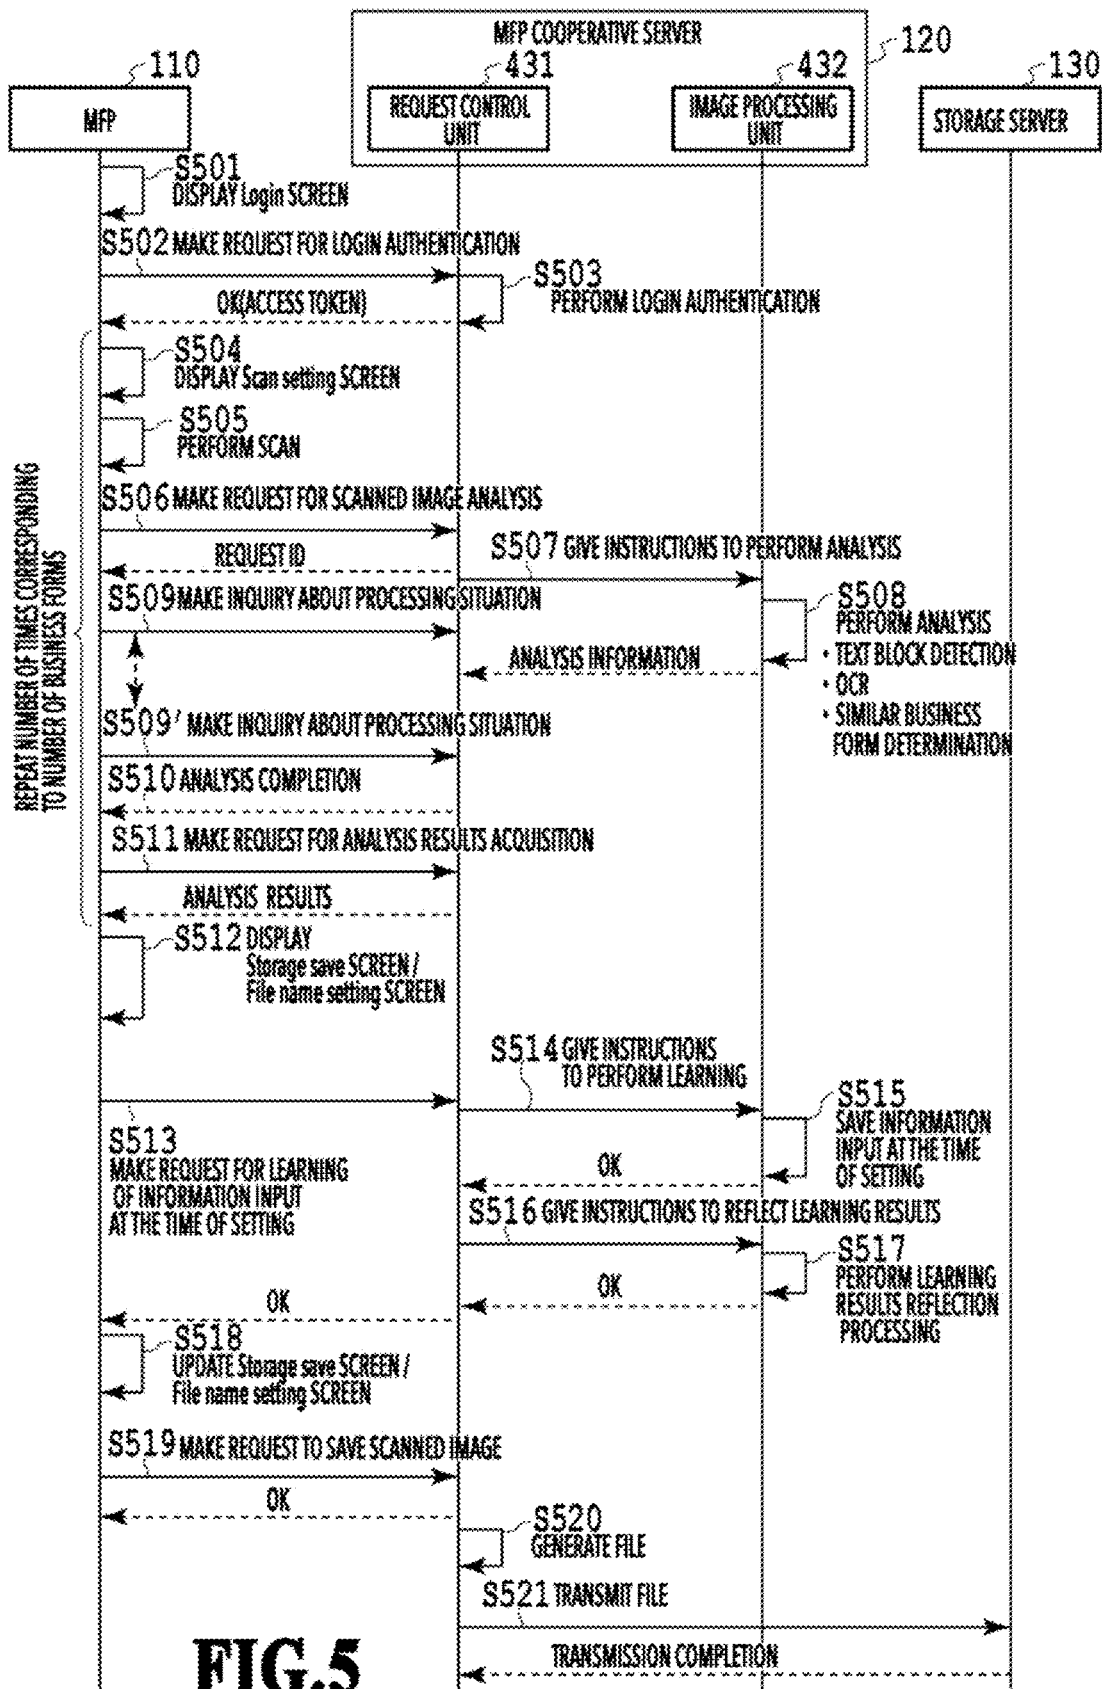 MFP COOPERATIVE SERVER
120
110
431
432
130
MFP
REQUEST CONTROL
UNIT
IMAGE PROCESSING
UNIT
STORAGE SERVER
S501
DISPLAY Login SCREEN
S502 MAKE REQUEST FOR LOGIN AUTHENTICATION
S503
PERFORM LOGIN AUTHENTICATION
OK(ACCESS TOKEN)
S504
DISPLAY Scan setting SCREEN
S505
PERFORM SCAN
REPEAT NUMBER OF TIMES CORRESPONDING
TO NUMBER OF BUSINESS FORMS
S506 MAKE REQUEST FOR SCANNED IMAGE ANALYSIS
REQUEST ID
S507 GIVE INSTRUCTIONS TO PERFORM ANALYSIS
S508
PERFORM ANALYSIS
・TEXT BLOCK DETECTION
・OCR
・SIMILAR BUSINESS
FORM DETERMINATION
S509 MAKE INQUIRY ABOUT PROCESSING SITUATION
ANALYSIS INFORMATION
S509' MAKE INQUIRY ABOUT PROCESSING SITUATION
S510 ANALYSIS COMPLETION
S511 MAKE REQUEST FOR ANALYSIS RESULTS ACQUISITION
ANALYSIS RESULTS
S512 DISPLAY
Storage save SCREEN /
File name setting SCREEN
S514 GIVE INSTRUCTIONS
TO PERFORM LEARNING
S513
MAKE REQUEST FOR LEARNING
OF INFORMATION INPUT
AT THE TIME OF SETTING
S515
SAVE INFORMATION
INPUT AT THE TIME
OF SETTING
OK
S516 GIVE INSTRUCTIONS TO REFLECT LEARNING RESULTS
S517
PERFORM LEARNING
RESULTS REFLECTION
PROCESSING
OK
OK
S518
UPDATE Storage save SCREEN /
File name setting SCREEN
S519 MAKE REQUEST TO SAVE SCANNED IMAGE
OK
S520
GENERATE FILE
S521 TRANSMIT FILE
TRANSMISSION COMPLETION
FIG.5